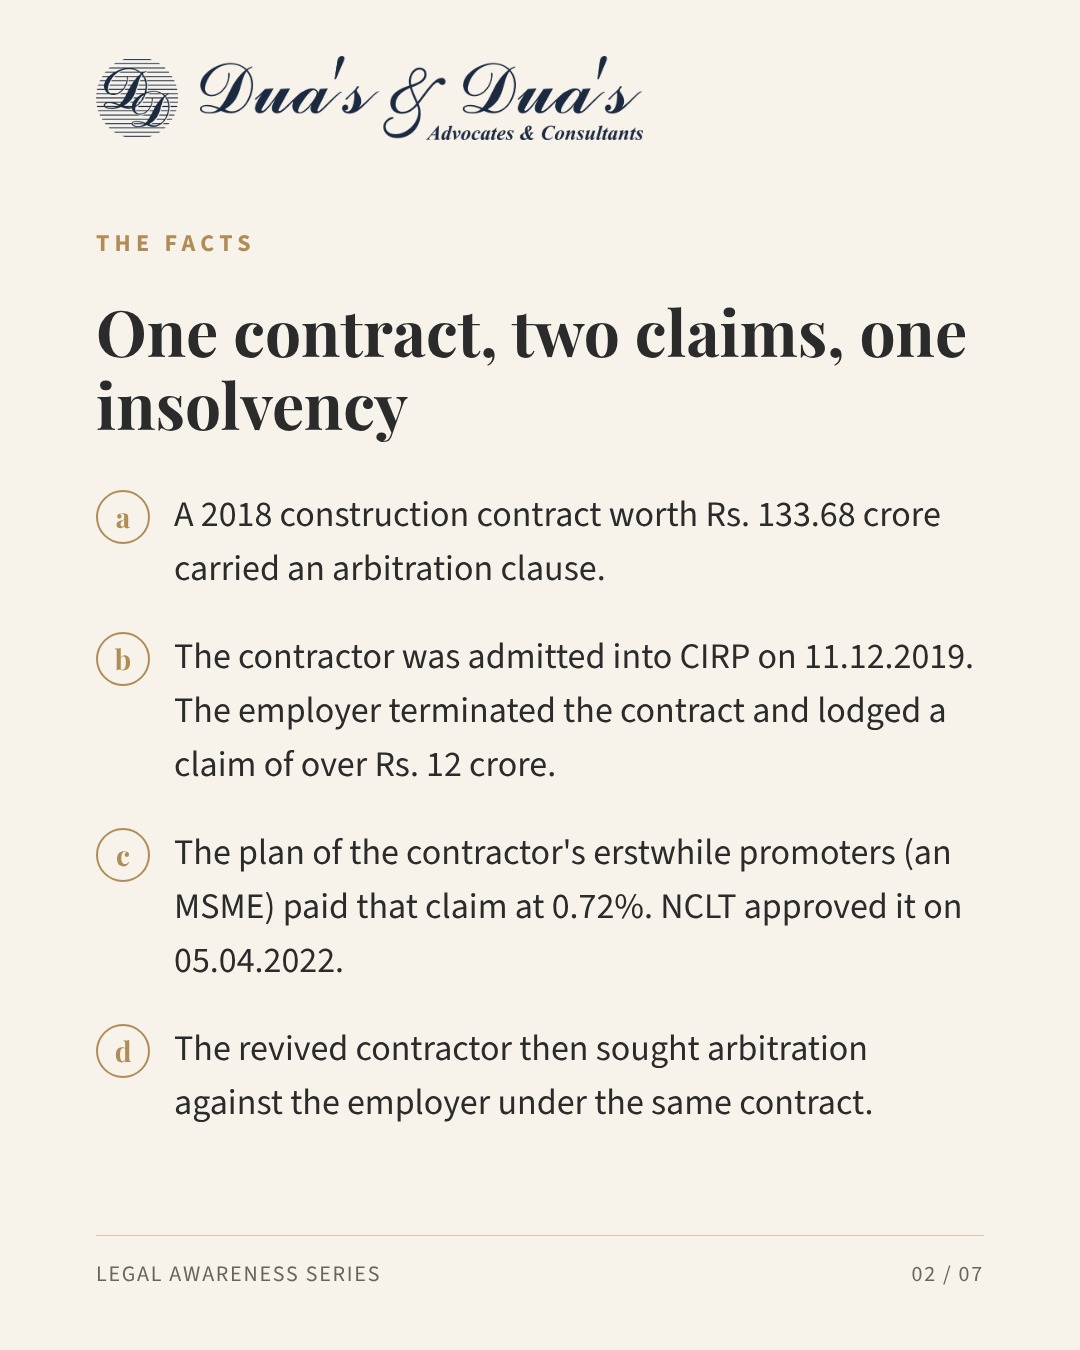 DD Dua's & Dua's
Advocates & Consultants
THE FACTS
One contract, two claims, one
insolvency
a A 2018 construction contract worth Rs. 133.68 crore
carried an arbitration clause.
b The contractor was admitted into CIRP on 11.12.2019.
The employer terminated the contract and lodged a
claim of over Rs. 12 crore.
c The plan of the contractor's erstwhile promoters (an
MSME) paid that claim at 0.72%. NCLT approved it on
05.04.2022.
d The revived contractor then sought arbitration
against the employer under the same contract.
LEGAL AWARENESS SERIES 02 / 07